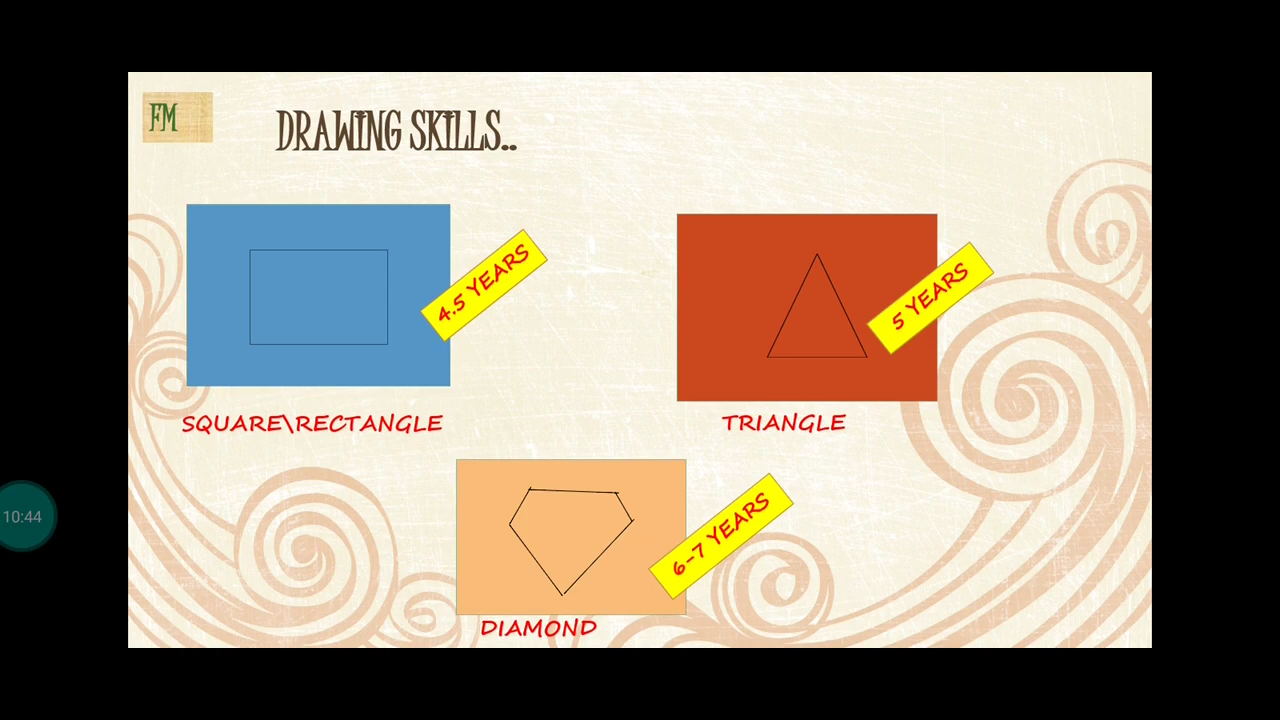 FM
DRAWING SKILLS..
4.5 YEARS
5 YEARS
SQUARE\RECTANGLE
TRIANGLE
6-7 YEARS
DIAMOND
10:44